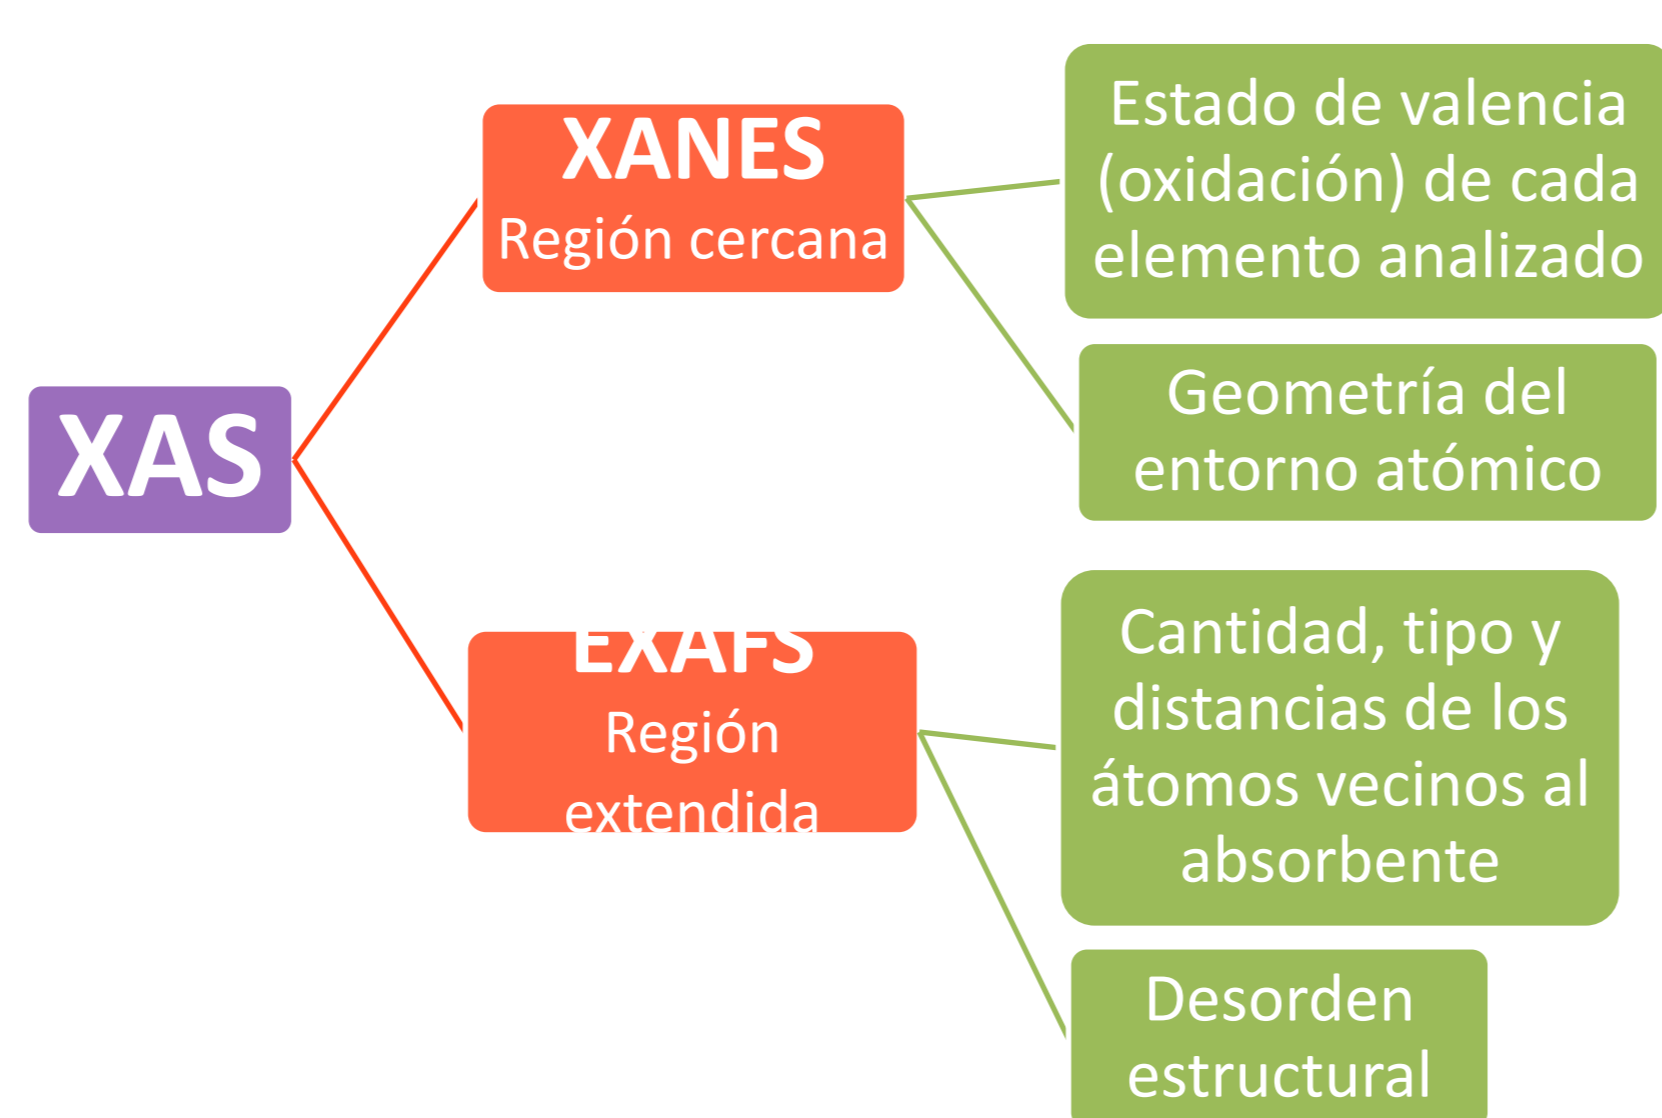 XAS
XANES
Región cercana
Estado de valencia
(oxidación) de cada
elemento analizado
Geometría del
entorno atómico
EXAFS
Región
extendida
Cantidad, tipo y
distancias de los
átomos vecinos al
absorbente
Desorden
estructural